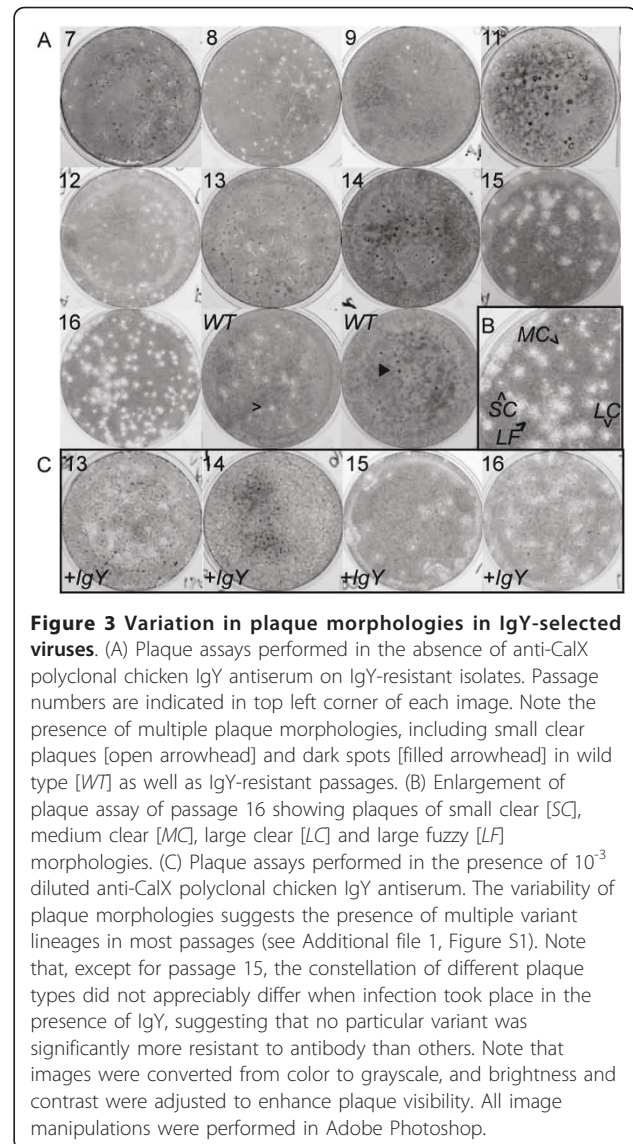 A 7 8 9 11
12 13 14 15
16 WT WT B MC
SC LC
LF
C 13 14 15 16
+IgY +IgY +IgY +IgY
Figure 3 Variation in plaque morphologies in IgY-selected
viruses. (A) Plaque assays performed in the absence of anti-CalX
polyclonal chicken IgY antiserum on IgY-resistant isolates. Passage
numbers are indicated in top left corner of each image. Note the
presence of multiple plaque morphologies, including small clear
plaques [open arrowhead] and dark spots [filled arrowhead] in wild
type [WT] as well as IgY-resistant passages. (B) Enlargement of
plaque assay of passage 16 showing plaques of small clear [SC],
medium clear [MC], large clear [LC] and large fuzzy [LF]
morphologies. (C) Plaque assays performed in the presence of 10⁻³
diluted anti-CalX polyclonal chicken IgY antiserum. The variability of
plaque morphologies suggests the presence of multiple variant
lineages in most passages (see Additional file 1, Figure S1). Note
that, except for passage 15, the constellation of different plaque
types did not appreciably differ when infection took place in the
presence of IgY, suggesting that no particular variant was
significantly more resistant to antibody than others. Note that
images were converted from color to grayscale, and brightness and
contrast were adjusted to enhance plaque visibility. All image
manipulations were performed in Adobe Photoshop.